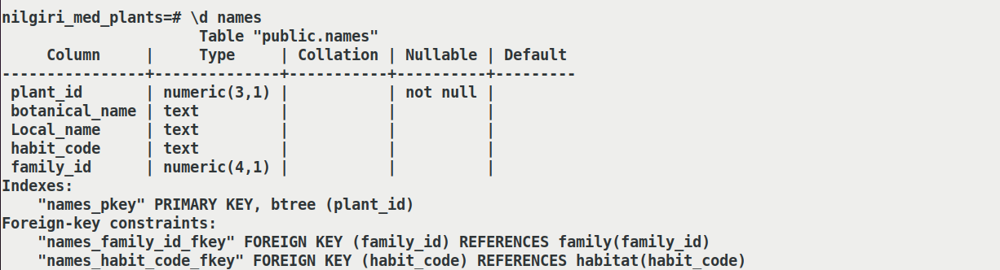 nilgiri_med_plants=# \d names
                      Table "public.names"
     Column     |     Type     | Collation | Nullable | Default
----------------+--------------+-----------+----------+---------
 plant_id       | numeric(3,1) |           | not null |
 botanical_name | text         |           |          |
 Local_name     | text         |           |          |
 habit_code     | text         |           |          |
 family_id      | numeric(4,1) |           |          |
Indexes:
    "names_pkey" PRIMARY KEY, btree (plant_id)
Foreign-key constraints:
    "names_family_id_fkey" FOREIGN KEY (family_id) REFERENCES family(family_id)
    "names_habit_code_fkey" FOREIGN KEY (habit_code) REFERENCES habitat(habit_code)